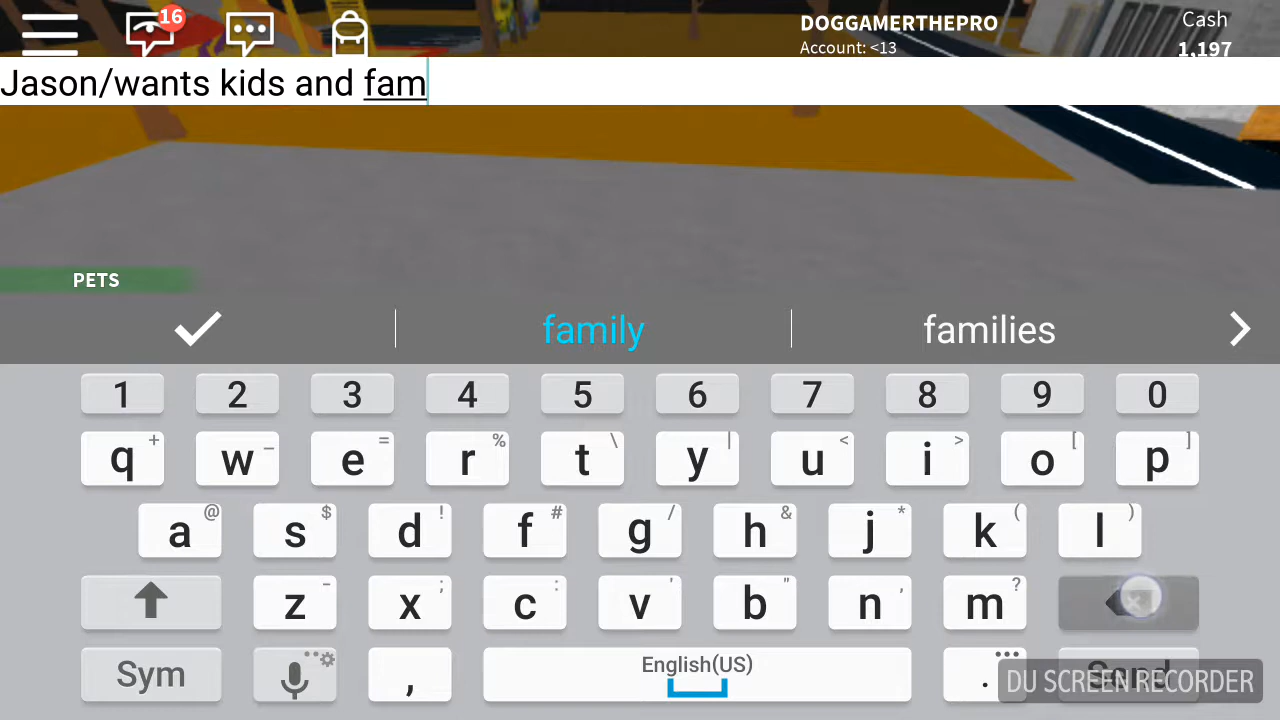 16
DOGGAMERTHEPRO
Account: <13
Cash
1,197
Jason/wants kids and fam
PETS
family
families
1 2 3 4 5 6 7 8 9 0
q + w _ e = r % t \ y | u < i > o [ p ]
a @ s $ d ! f # g / h & j * k ( l )
z - x ; c : v ' b " n , m ?
Sym , English(US) . Send
DU SCREEN RECORDER